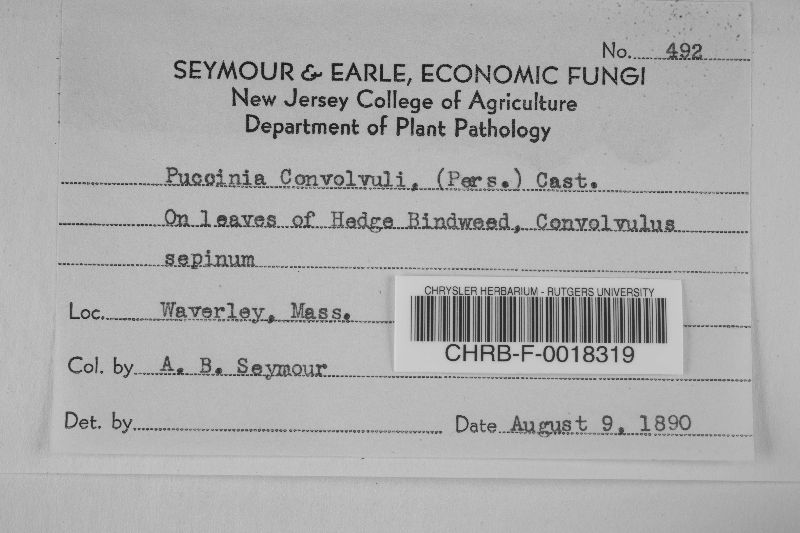 No. 492
SEYMOUR & EARLE, ECONOMIC FUNGI
New Jersey College of Agriculture
Department of Plant Pathology
Puccinia Convolvuli, (Pers.) Cast.
On leaves of Hedge Bindweed, Convolvulus
sepinum
Loc. Waverley, Mass.
CHRYSLER HERBARIUM - RUTGERS UNIVERSITY
CHRB-F-0018319
Col. by A. B. Seymour
Det. by
Date August 9, 1890